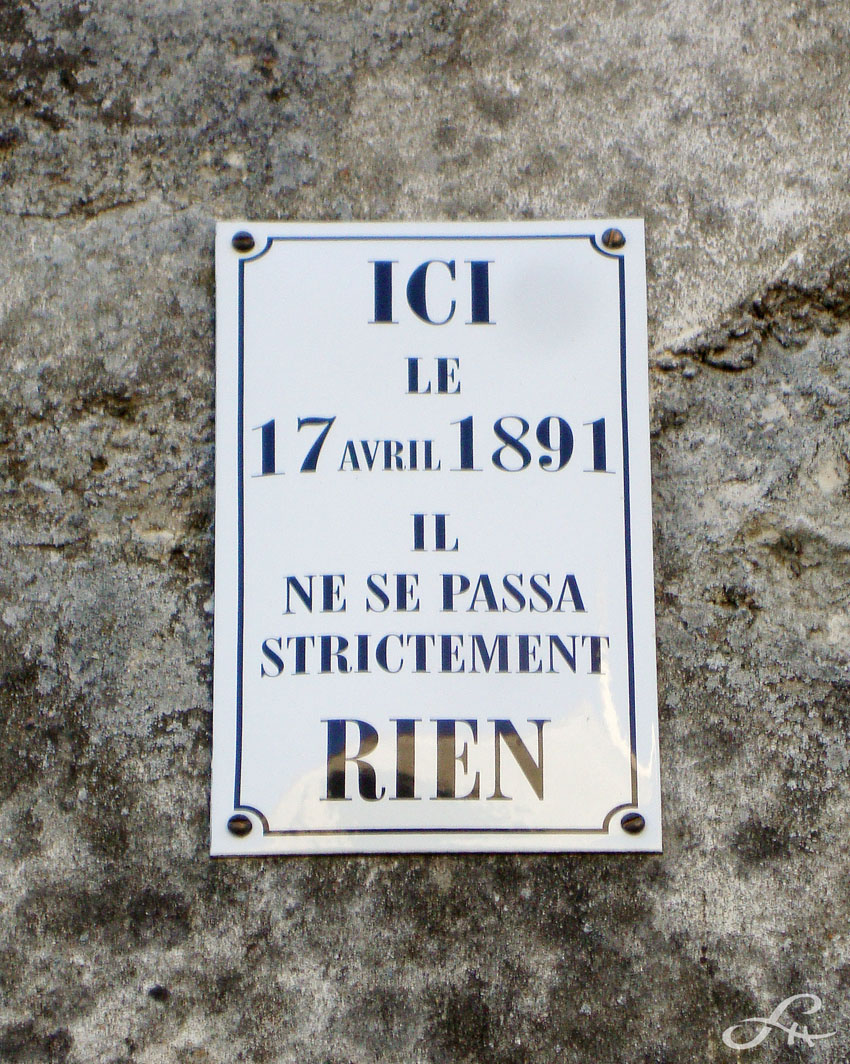 ICI
LE
17 AVRIL 1891
IL
NE SE PASSA
STRICTEMENT
RIEN